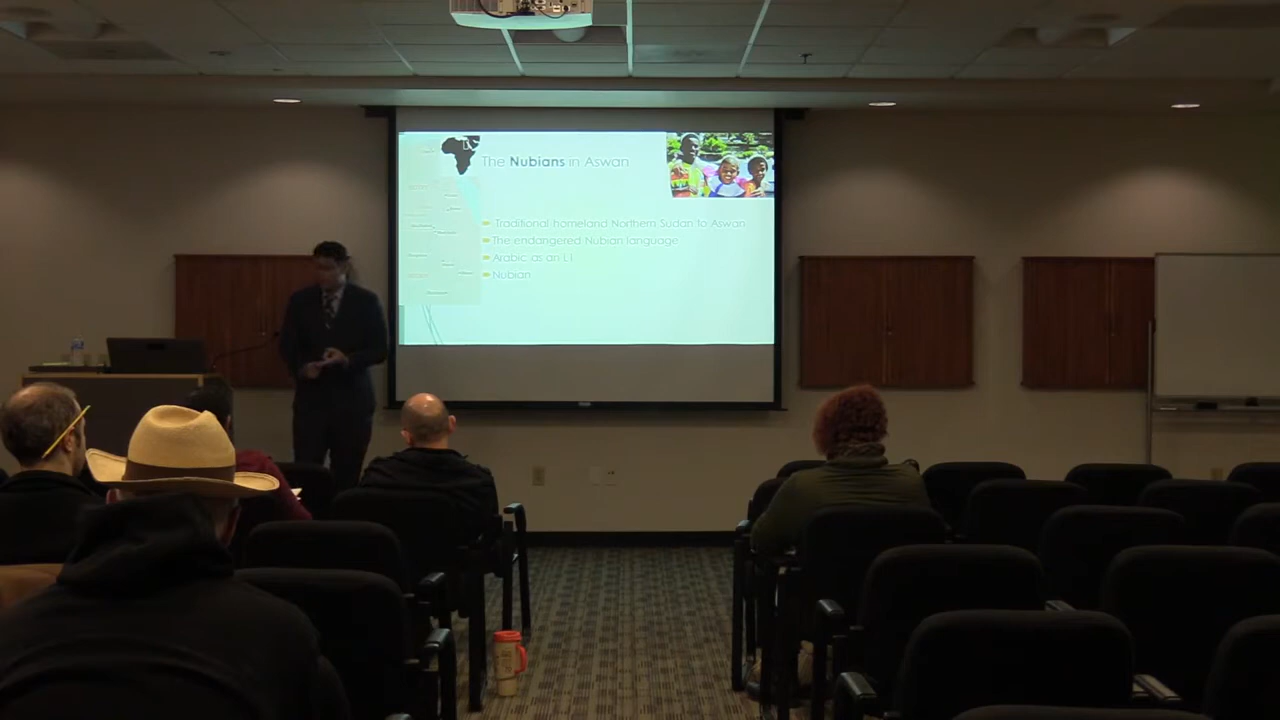 The Nubians in Aswan
Traditional homeland Northern Sudan to Aswan
The endangered Nubian language
Arabic as an L1
Nubian